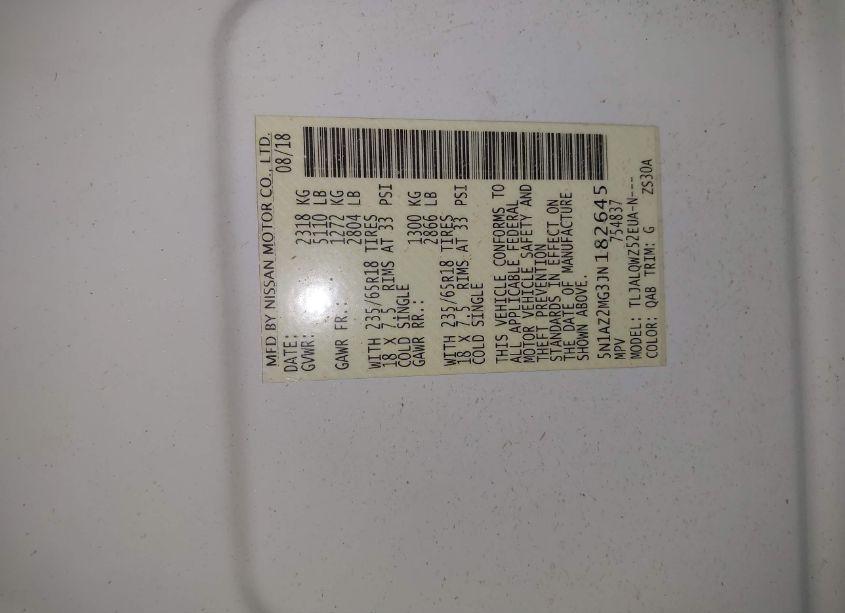 MFD BY NISSAN MOTOR CO., LTD.
DATE: 08/18
GVWR: 2318 KG
5110 LB
GAWR FR.: 1272 KG
2804 LB
WITH 235/65R18 TIRES
18 X 7.5 RIMS AT 33 PSI
COLD SINGLE
GAWR RR.: 1300 KG
2866 LB
WITH 235/65R18 TIRES
18 X 7.5 RIMS AT 33 PSI
COLD SINGLE
THIS VEHICLE CONFORMS TO
ALL APPLICABLE FEDERAL
MOTOR VEHICLE SAFETY AND
THEFT PREVENTION
STANDARDS IN EFFECT ON
THE DATE OF MANUFACTURE
SHOWN ABOVE.
5N1AZ2MG3JN182645
MPV 754837
MODEL: TLJALQWZ52EUA-N---
COLOR: QAB TRIM: G ZS30A